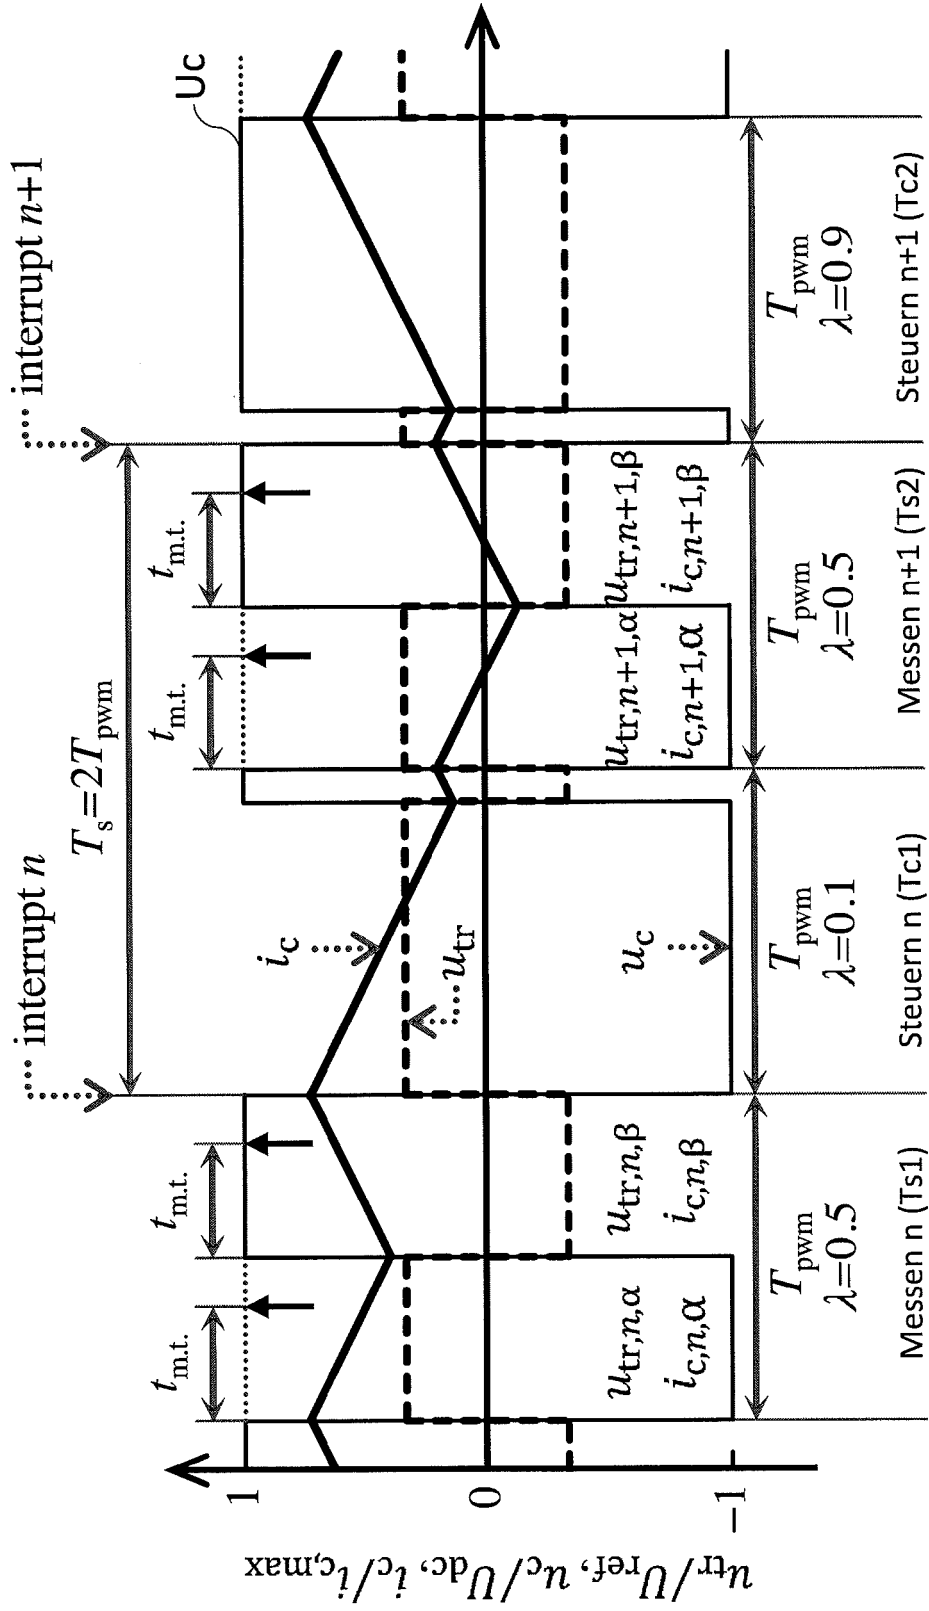 interrupt n
interrupt n+1
Tₛ=2T_pwm
t_m.t.
t_m.t.
t_m.t.
t_m.t.
Uc
u_tr/U_ref, u_c/U_dc, i_c/i_c,max
1
0
-1
i_c
u_tr
u_c
u_tr,n,α
i_c,n,α
u_tr,n,β
i_c,n,β
u_tr,n+1,α
i_c,n+1,α
u_tr,n+1,β
i_c,n+1,β
T_pwm
λ=0.5
T_pwm
λ=0.1
T_pwm
λ=0.5
T_pwm
λ=0.9
Messen n (Ts1)
Steuern n (Tc1)
Messen n+1 (Ts2)
Steuern n+1 (Tc2)